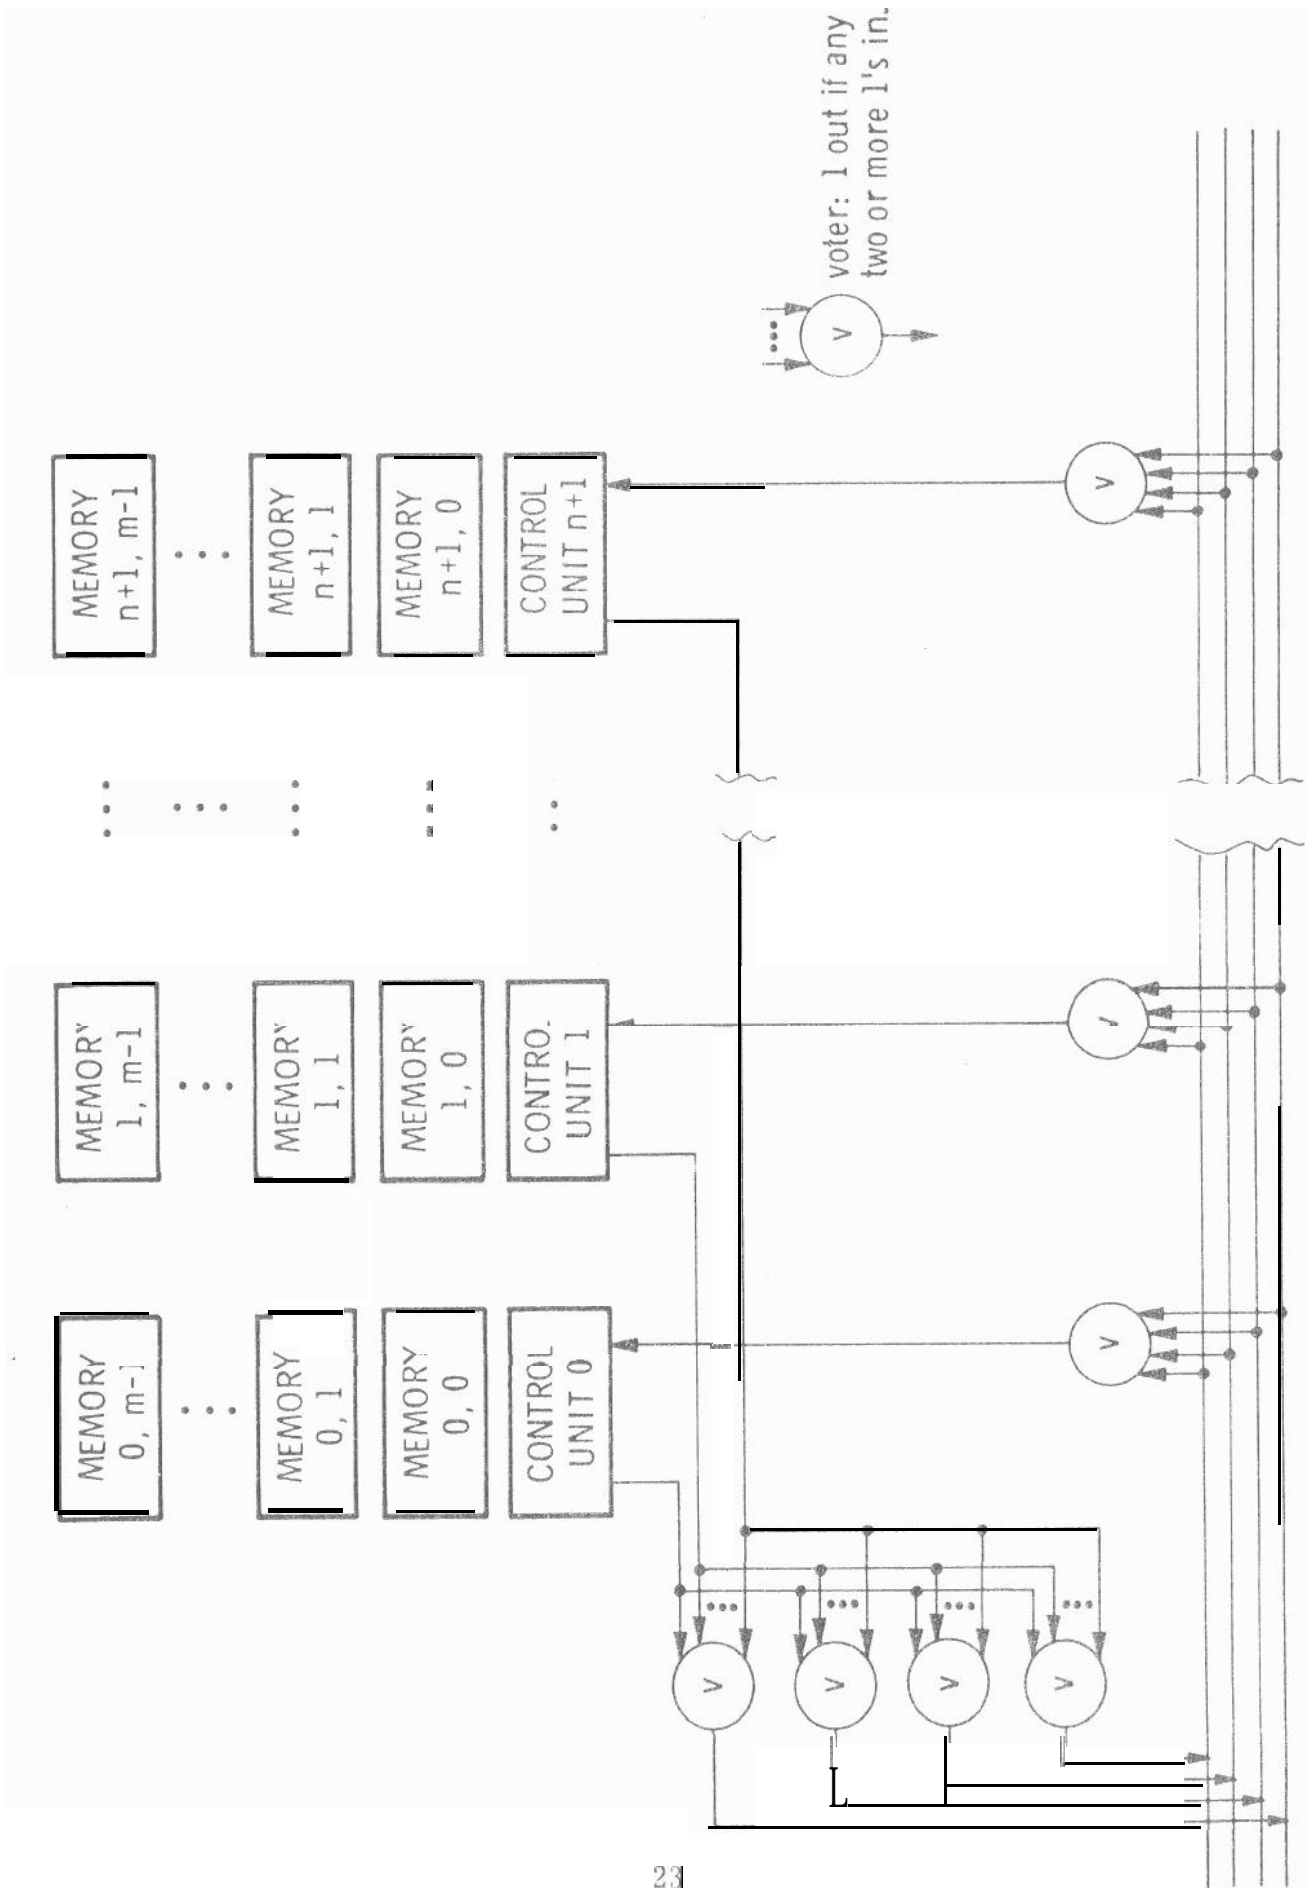 voter: 1 out if any
two or more 1's in.
MEMORY
n+1, m-1
MEMORY
n+1, 1
MEMORY
n+1, 0
CONTROL
UNIT n+1
V
V
MEMORY
1, m-1
MEMORY
1, 1
MEMORY
1, 0
CONTRO.
UNIT 1
MEMORY
0, m-1
MEMORY
0, 1
MEMORY
0, 0
CONTROL
UNIT 0
V
V
V
V
V
L
23